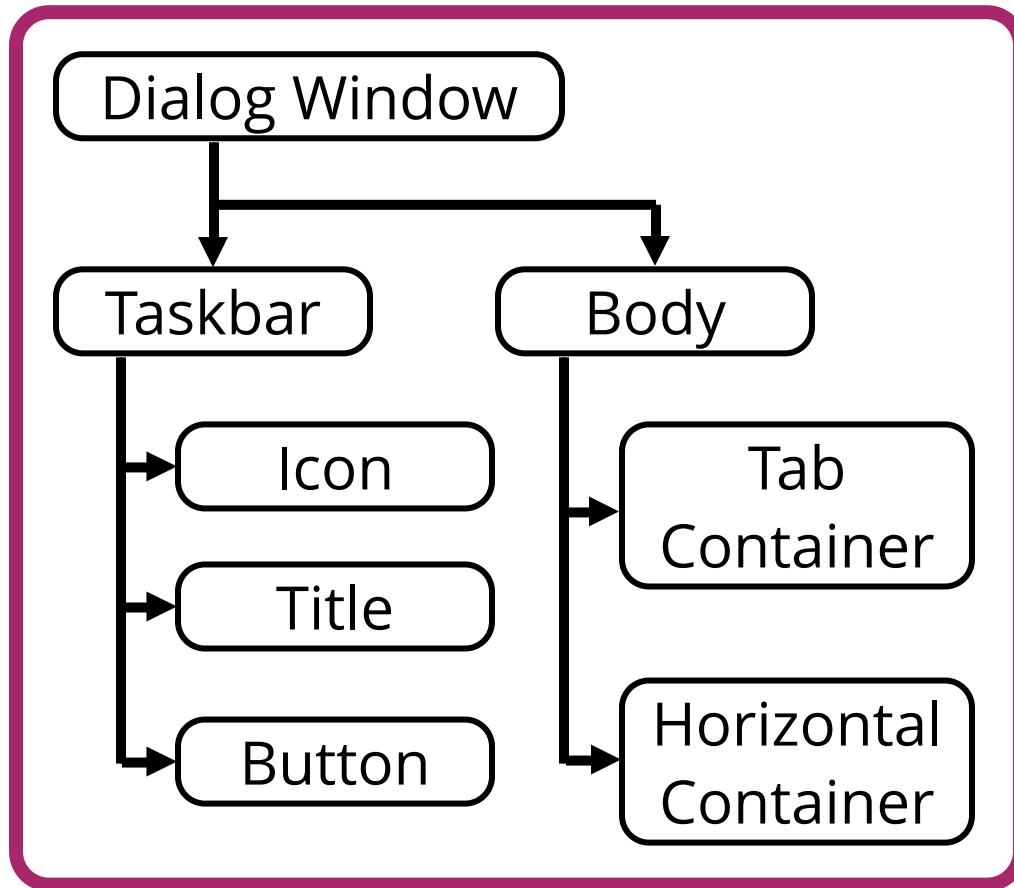 Dialog Window
Taskbar
Body
Icon
Title
Button
Tab
Container
Horizontal
Container